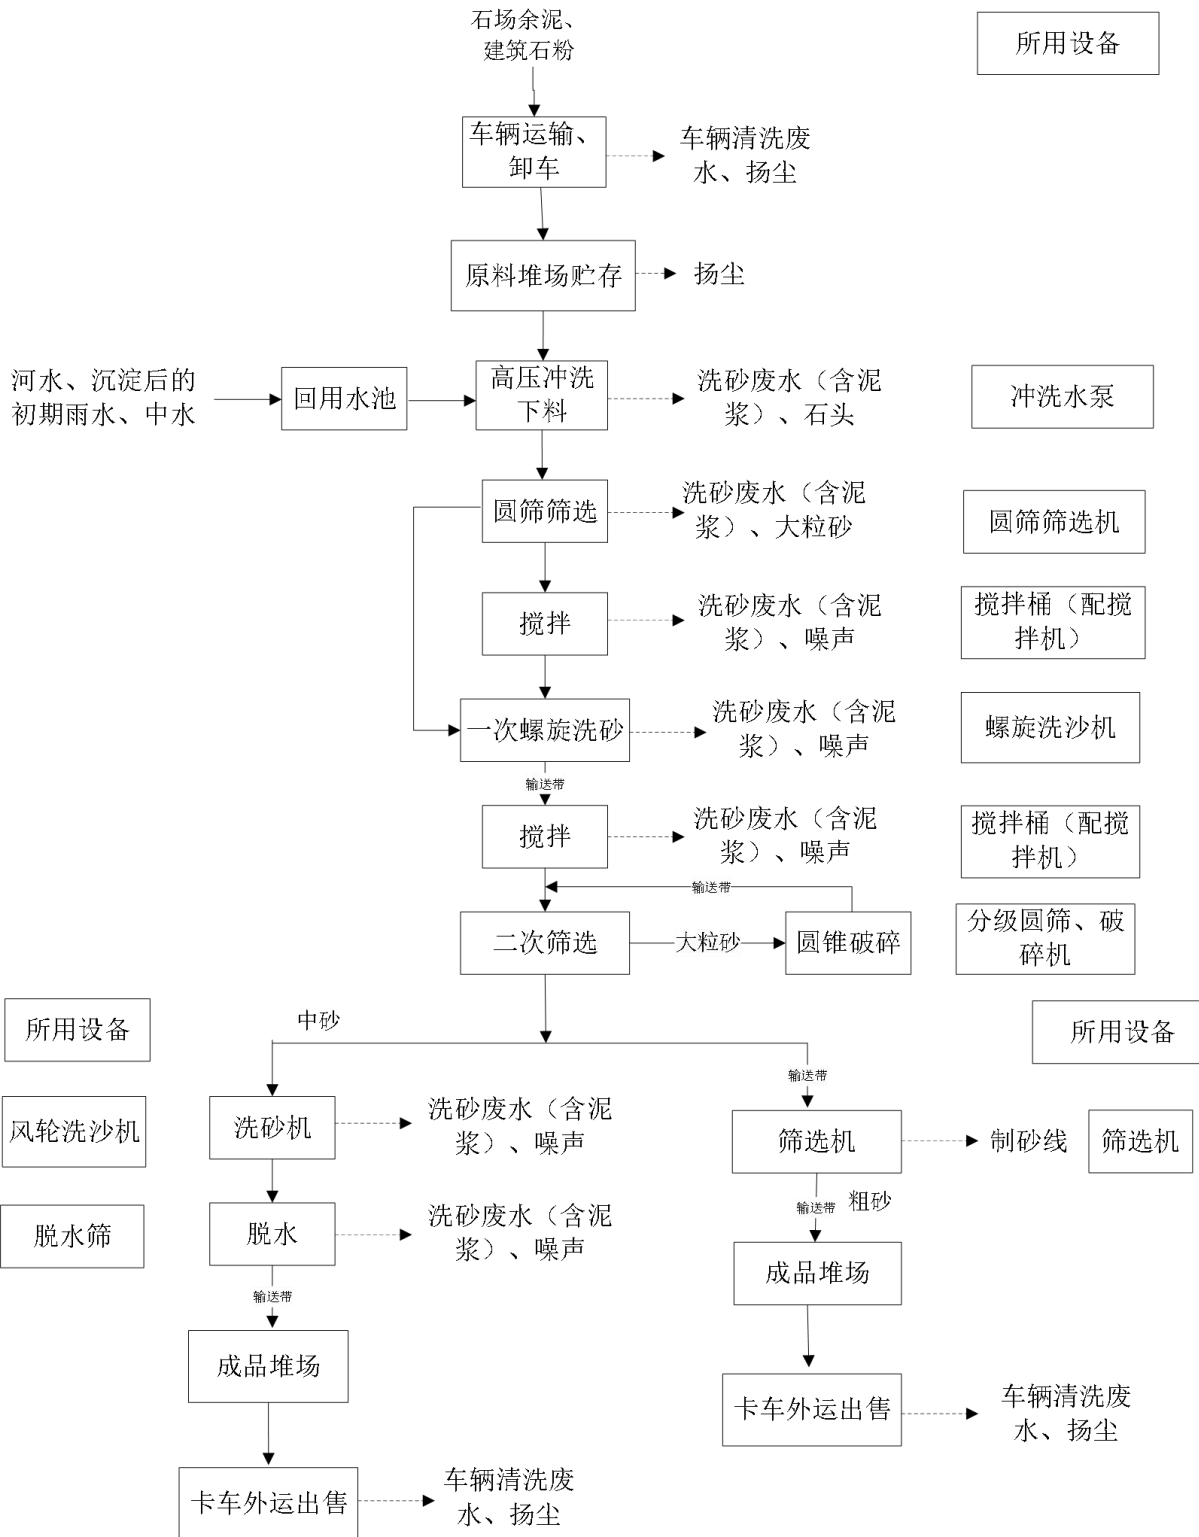 石场余泥、
建筑石粉
所用设备
车辆运输、
卸车
车辆清洗废
水、扬尘
原料堆场贮存
扬尘
河水、沉淀后的
初期雨水、中水
回用水池
高压冲洗
下料
洗砂废水（含泥
浆）、石头
冲洗水泵
圆筛筛选
洗砂废水（含泥
浆）、大粒砂
圆筛筛选机
搅拌
洗砂废水（含泥
浆）、噪声
搅拌桶（配搅
拌机）
一次螺旋洗砂
洗砂废水（含泥
浆）、噪声
螺旋洗沙机
输送带
搅拌
洗砂废水（含泥
浆）、噪声
搅拌桶（配搅
拌机）
输送带
二次筛选
大粒砂
圆锥破碎
分级圆筛、破
碎机
所用设备
中砂
所用设备
输送带
风轮洗沙机
洗砂机
洗砂废水（含泥
浆）、噪声
筛选机
制砂线
筛选机
输送带
粗砂
脱水筛
脱水
洗砂废水（含泥
浆）、噪声
成品堆场
输送带
成品堆场
卡车外运出售
车辆清洗废
水、扬尘
卡车外运出售
车辆清洗废
水、扬尘